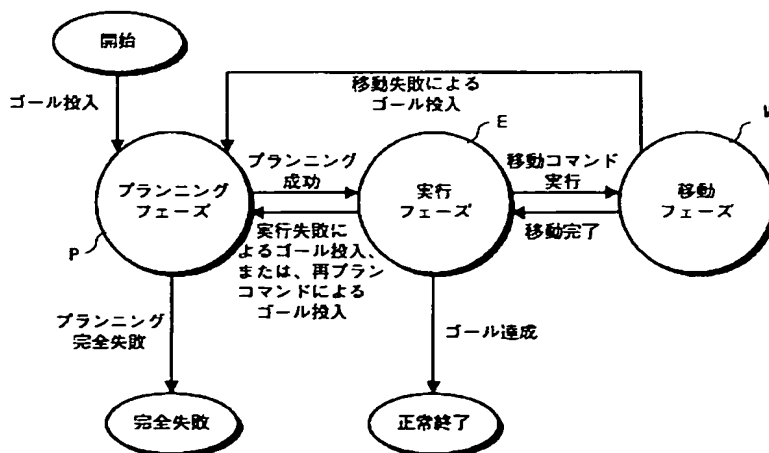 開始
ゴール投入
移動失敗による
ゴール投入
E
プランニング
フェーズ
P
プランニング
成功
実行
フェーズ
移動コマンド
実行
移動
フェーズ
実行失敗に
よるゴール投入、
または、再プラン
コマンドによる
ゴール投入
移動完了
プランニング
完全失敗
ゴール達成
完全失敗
正常終了